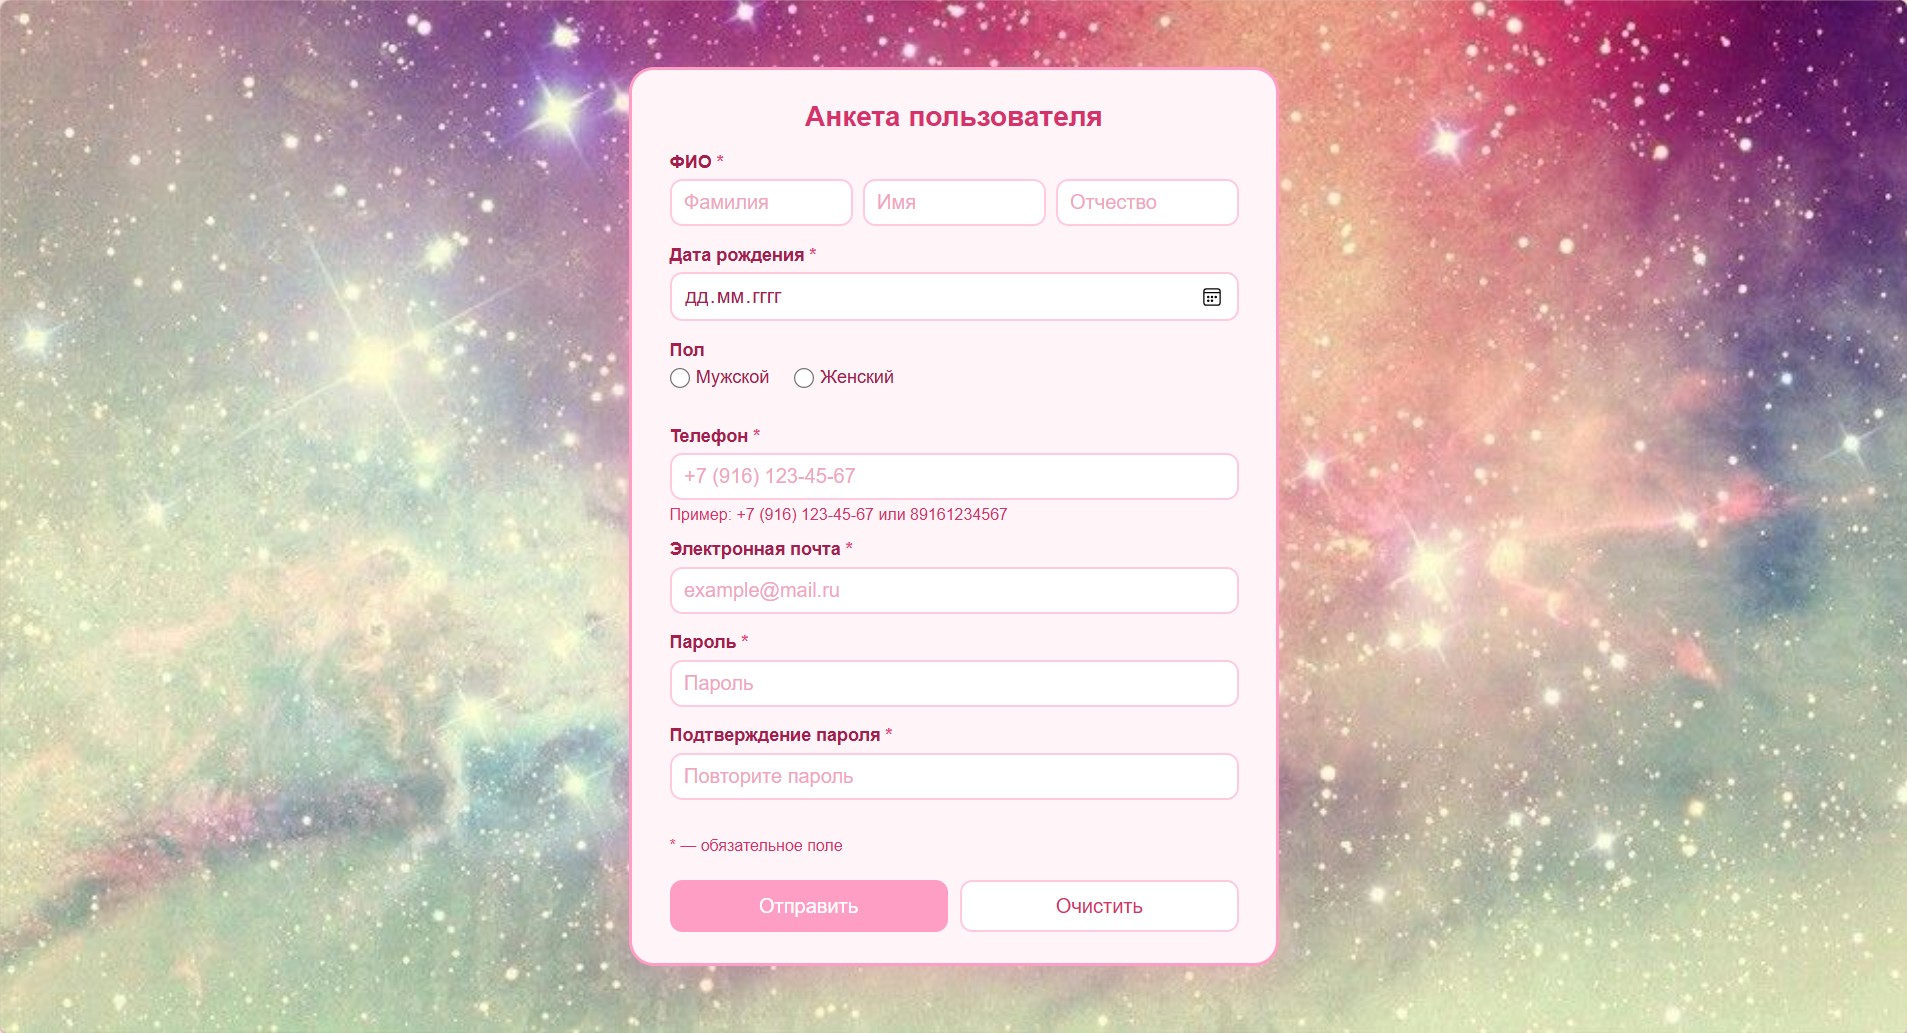 Анкета пользователя
ФИО *
Фамилия Имя Отчество
Дата рождения *
дд.мм.гггг
Пол
Мужской Женский
Телефон *
+7 (916) 123-45-67
Пример: +7 (916) 123-45-67 или 89161234567
Электронная почта *
example@mail.ru
Пароль *
Пароль
Подтверждение пароля *
Повторите пароль
* — обязательное поле
Отправить Очистить